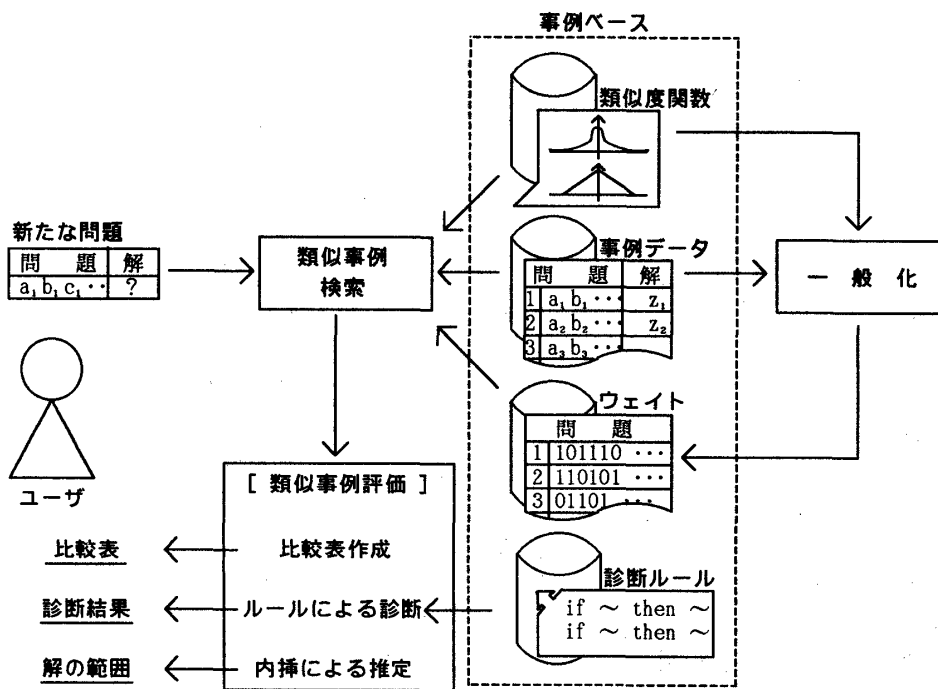 事例ベース
類似度関数
新たな問題
問 題 解
a₁ b₁ c₁ ‥ ?
類似事例
検索
事例データ
問 題 解
1 a₁ b₁ ‥‥ z₁
2 a₂ b₂ ‥‥ z₂
3 a₃ b₃ ‥‥
一 般 化
ウェイト
問 題
1 101110 ‥‥
2 110101 ‥‥
3 01101 ‥‥
ユーザ
[ 類似事例評価 ]
比較表 比較表作成
診断結果 ルールによる診断
解の範囲 内挿による推定
診断ルール
if ~ then ~
if ~ then ~